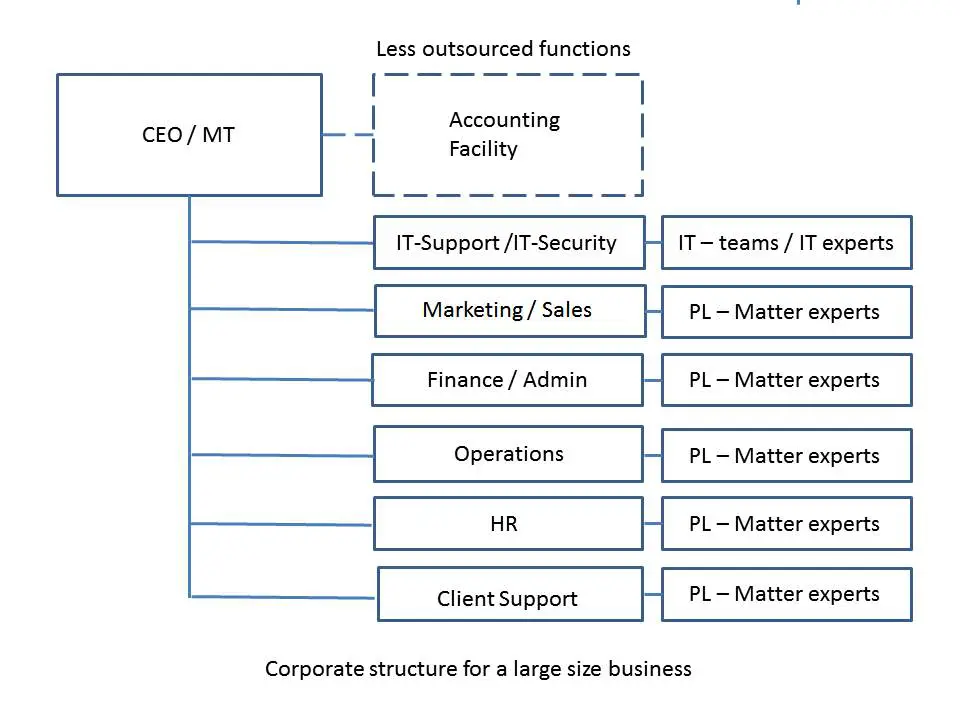 Less outsourced functions
CEO / MT
Accounting
Facility
IT-Support /IT-Security
IT – teams / IT experts
Marketing / Sales
PL – Matter experts
Finance / Admin
PL – Matter experts
Operations
PL – Matter experts
HR
PL – Matter experts
Client Support
PL – Matter experts
Corporate structure for a large size business